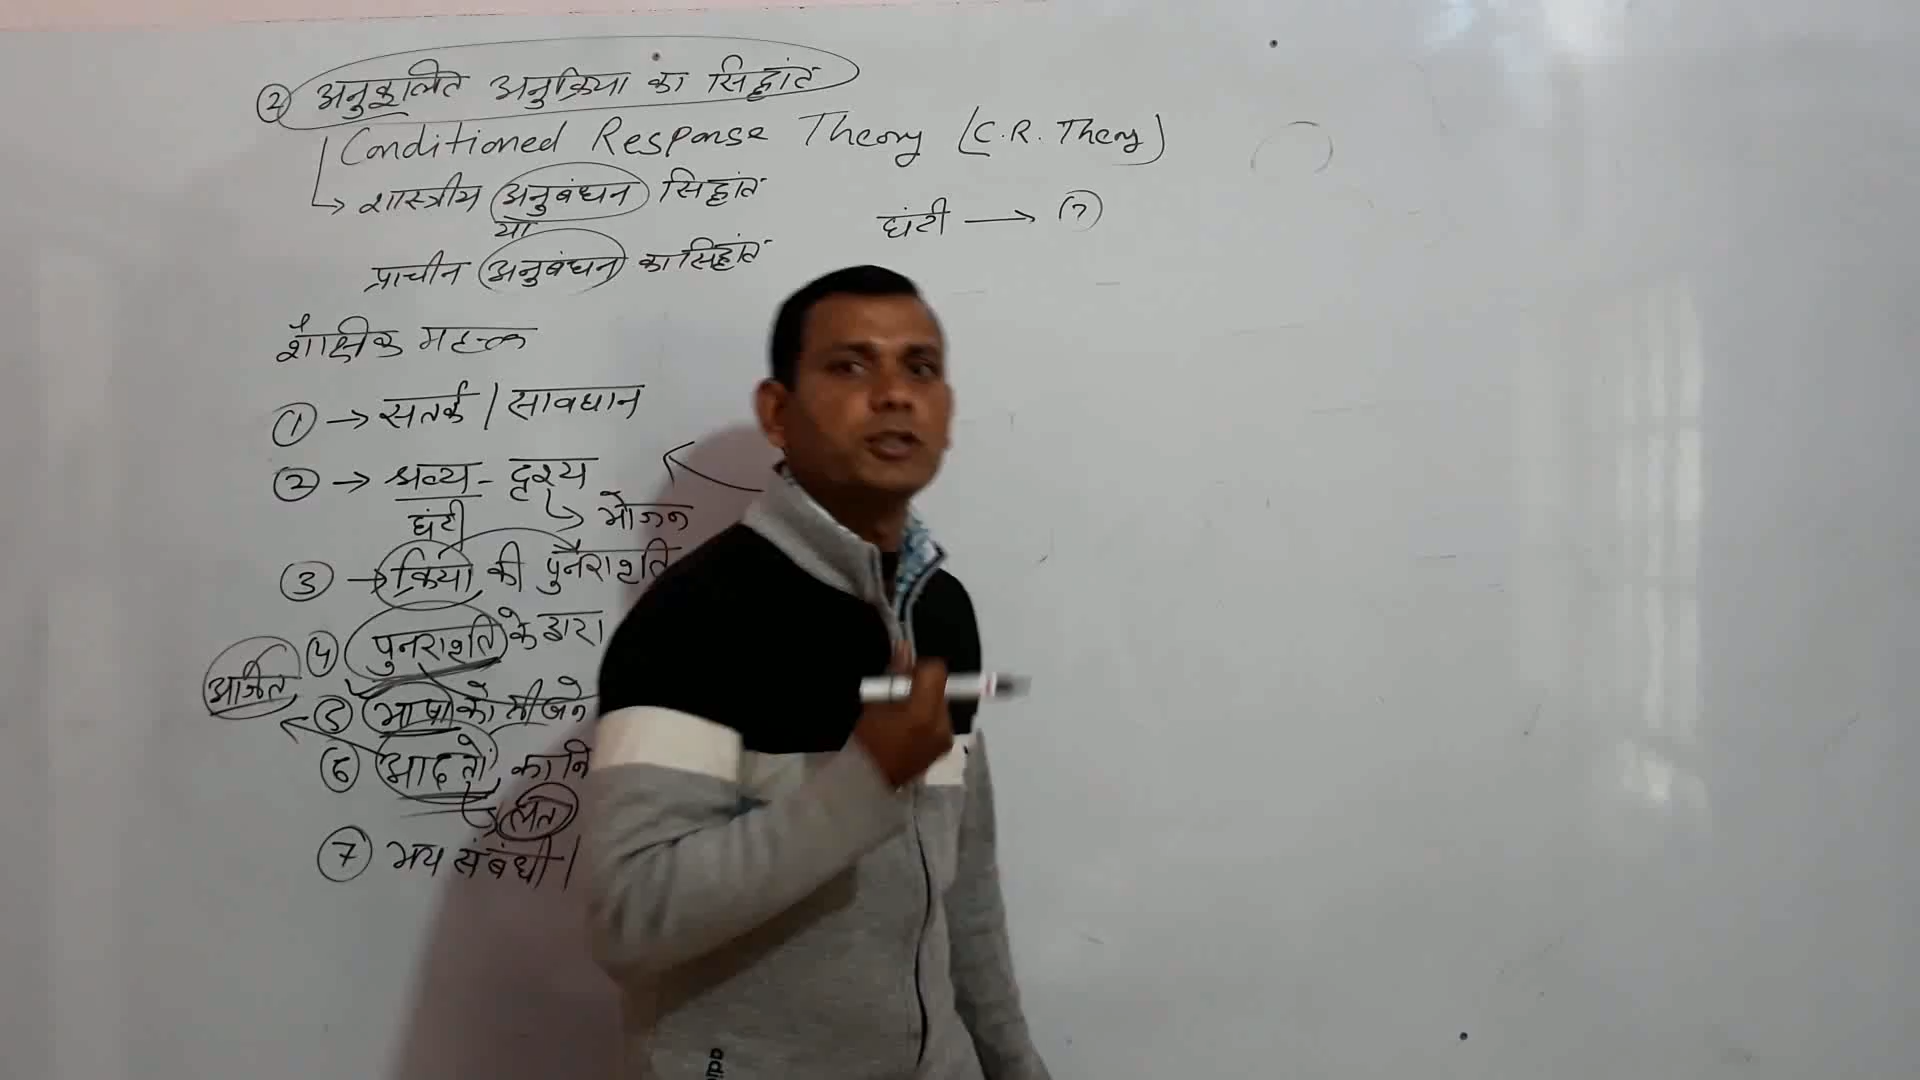 ② अनुकूलित अनुक्रिया का सिद्धांत
Conditioned Response Theory (C.R. Theory)
→ शास्त्रीय अनुबंधन सिद्धांत
या
प्राचीन अनुबंधन का सिद्धांत
घंटी → ?
शैक्षिक महत्व
① → सतर्क / सावधान
② → श्रव्य - दृश्य
घंटी → भोजन
③ → क्रिया की पुनरावृति
④ पुनरावृति के द्वारा
अर्जित
⑤ भाषा को सीखने
⑥ आदतों का नि
लत
⑦ भय संबंधी |
adi